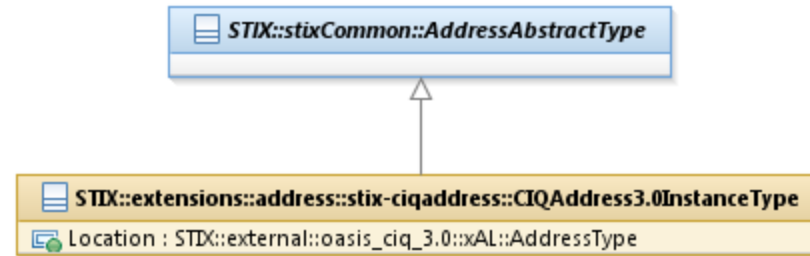 STIX::stixCommon::AddressAbstractType
STIX::extensions::address::stix-ciqaddress::CIQAddress3.0InstanceType
Location : STIX::external::oasis_ciq_3.0::xAL::AddressType